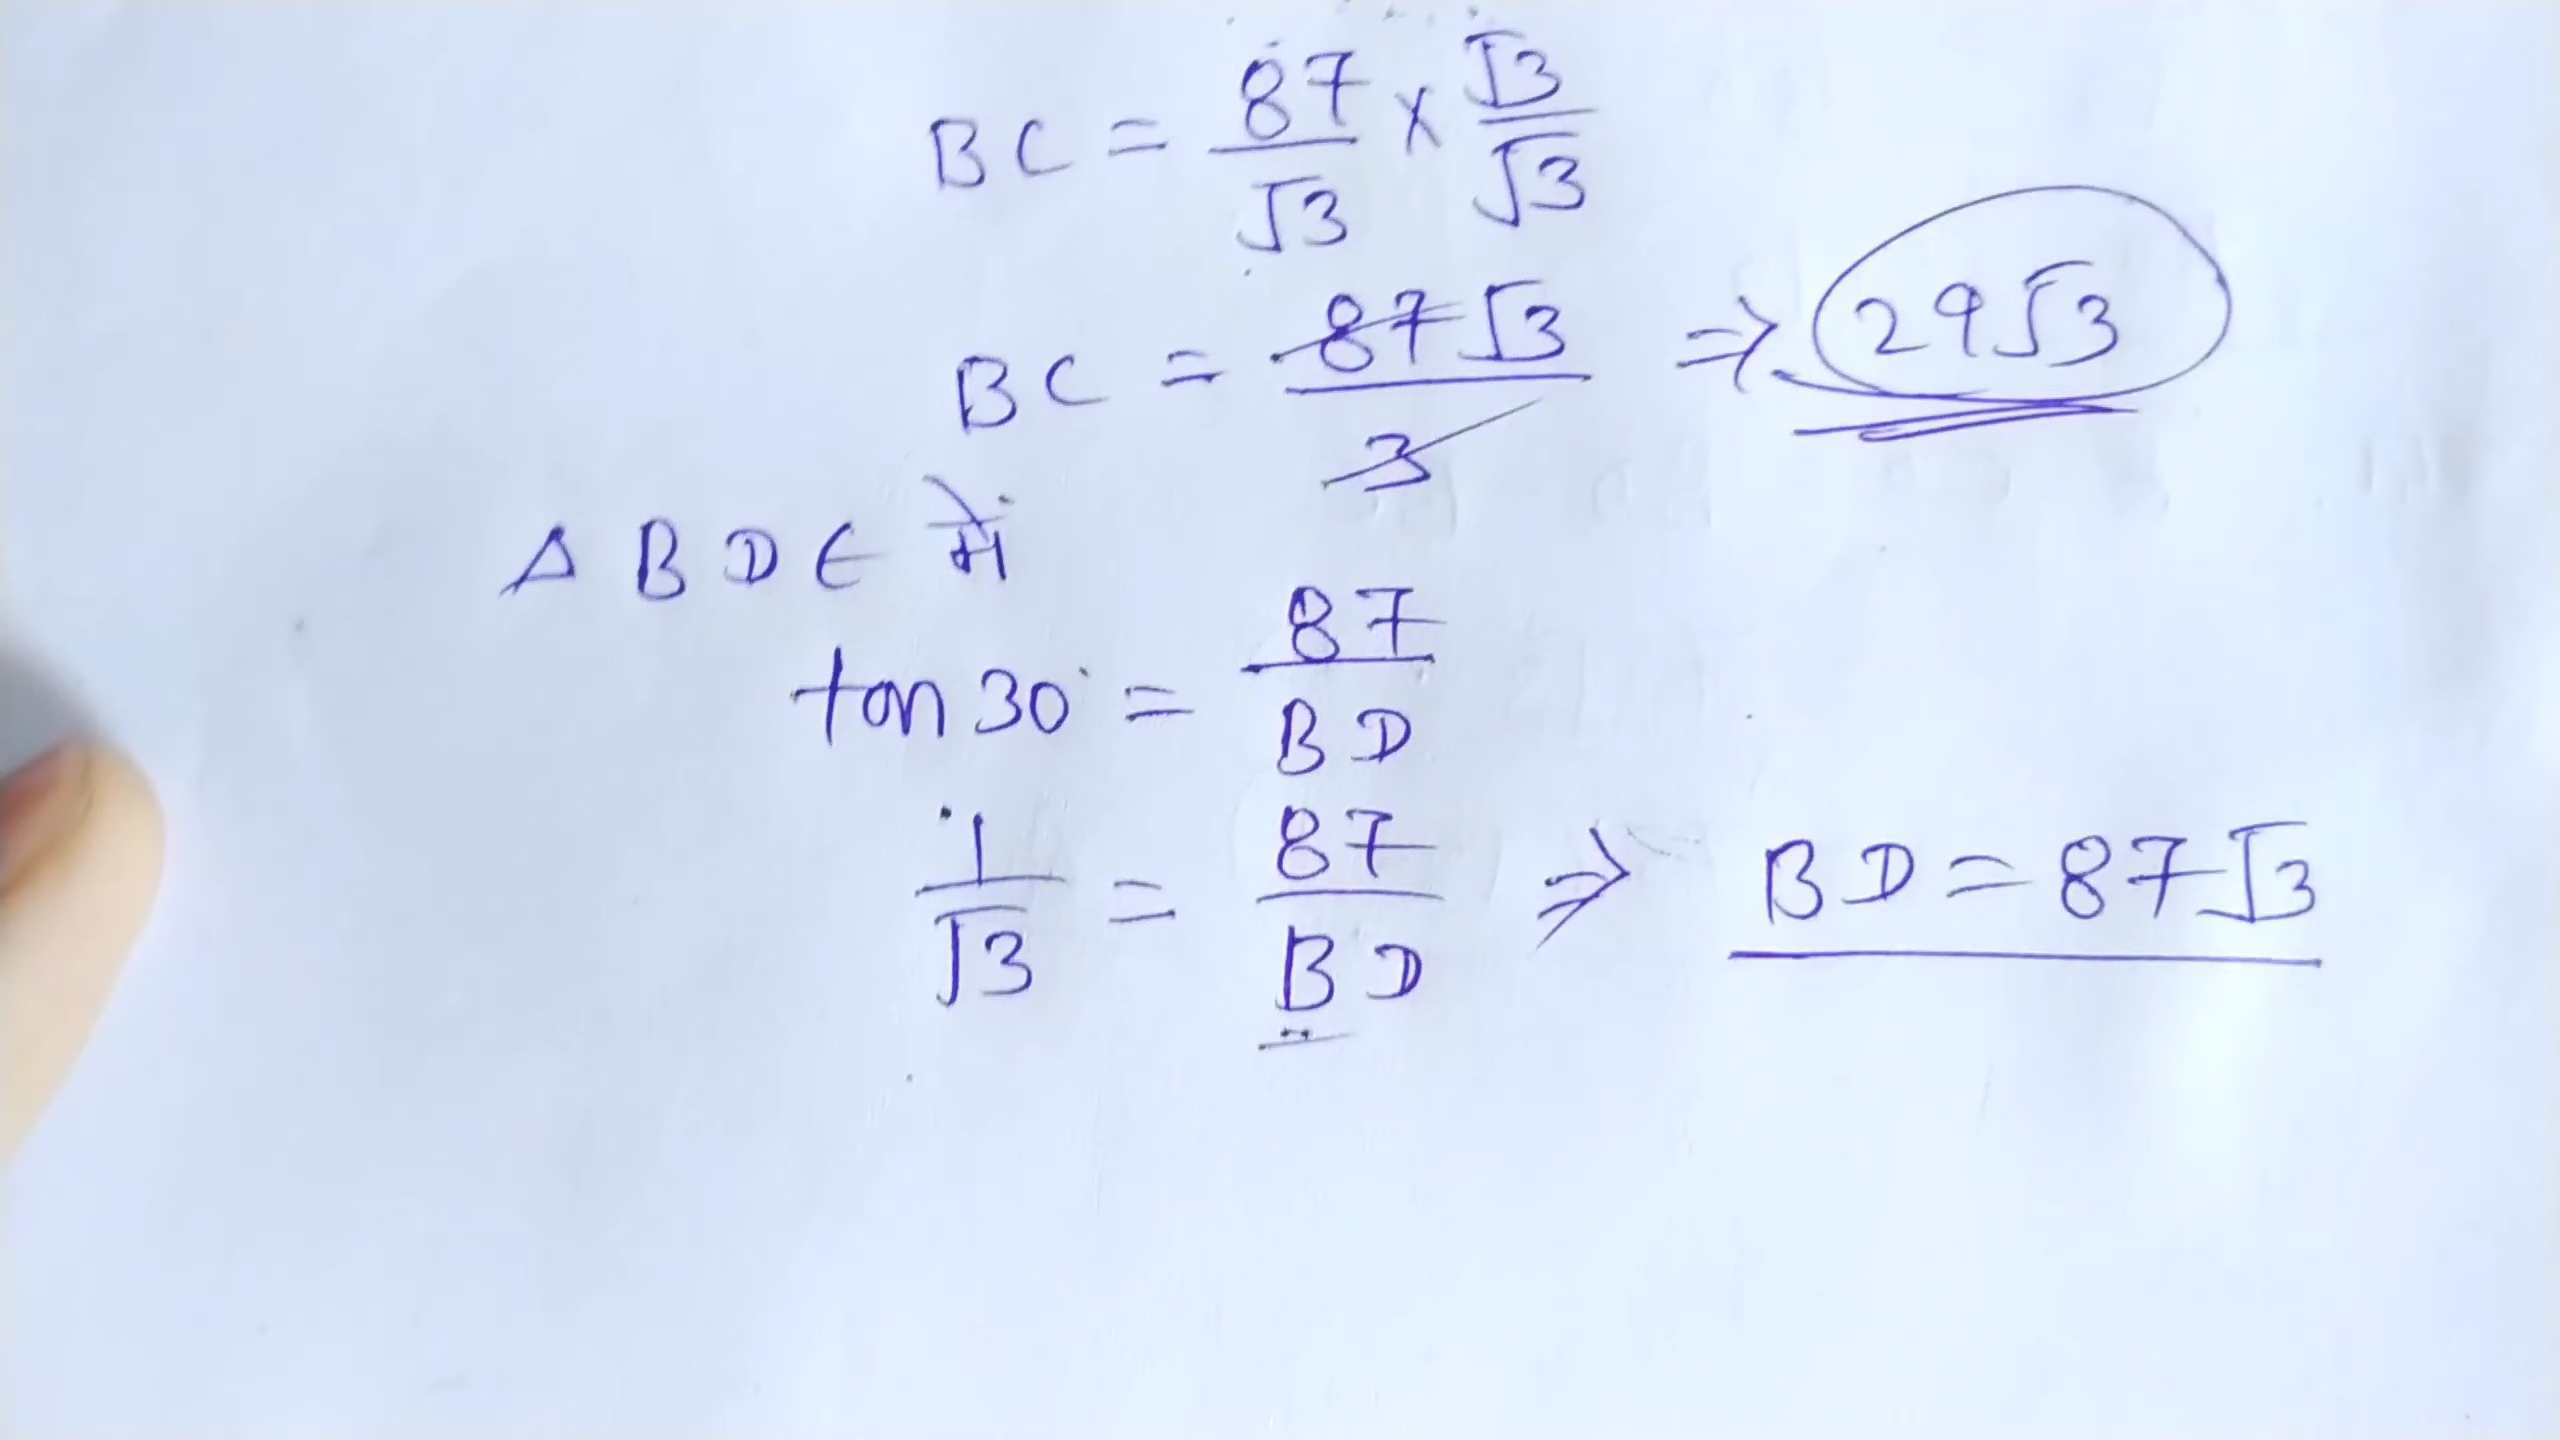 BC = 87/√3 × √3/√3
BC = 87√3/3 ⇒ 29√3
Δ BDE में
tan 30° = 87/BD
1/√3 = 87/BD ⇒ BD = 87√3